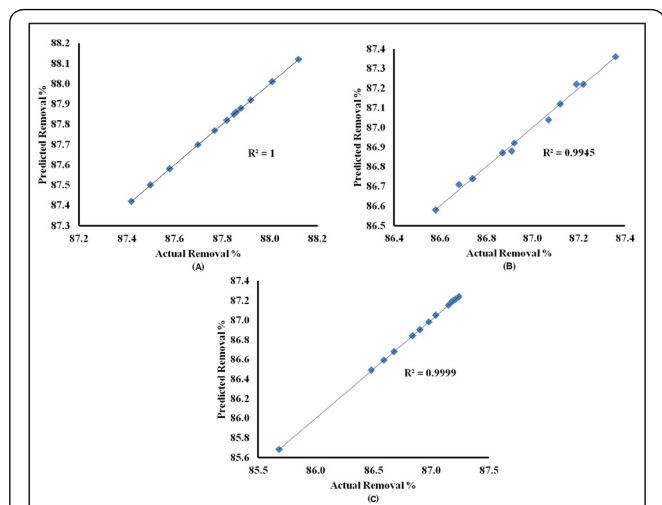 Predicted Removal %
88.2
88.1
88.0
87.9
87.8
87.7
87.6
87.5
87.4
87.3
R² = 1
87.2 87.4 87.6 87.8 88.0 88.2
Actual Removal %
(A)
Predicted Removal %
87.4
87.3
87.2
87.1
87.0
86.9
86.8
86.7
86.6
86.5
R² = 0.9945
86.4 86.6 86.9 87.0 87.2 87.4
Actual Removal %
(B)
Predicted Removal %
87.4
87.2
87.0
86.8
86.6
86.4
86.2
86.0
85.8
85.6
R² = 0.9999
85.5 86.0 86.5 87.0 87.5
Actual Removal %
(C)